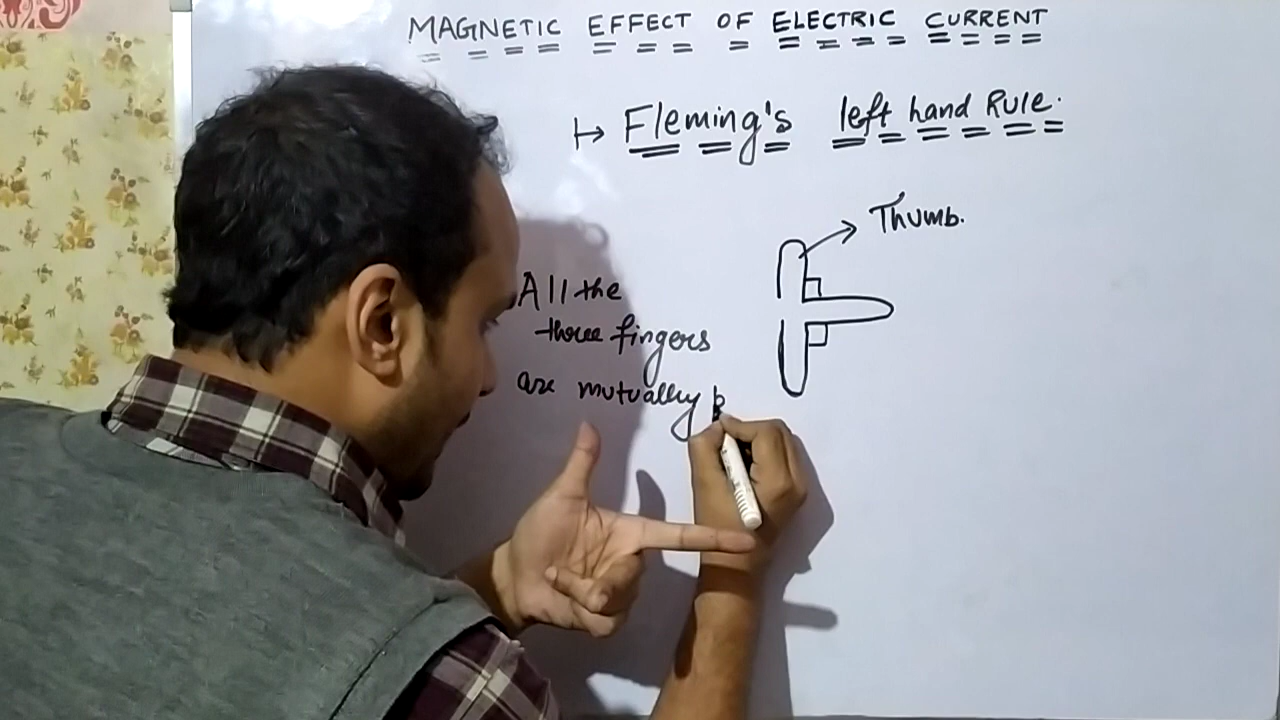 MAGNETIC EFFECT OF ELECTRIC CURRENT
↦ Fleming's left hand Rule.
Thumb.
All the
three fingers
are mutually p